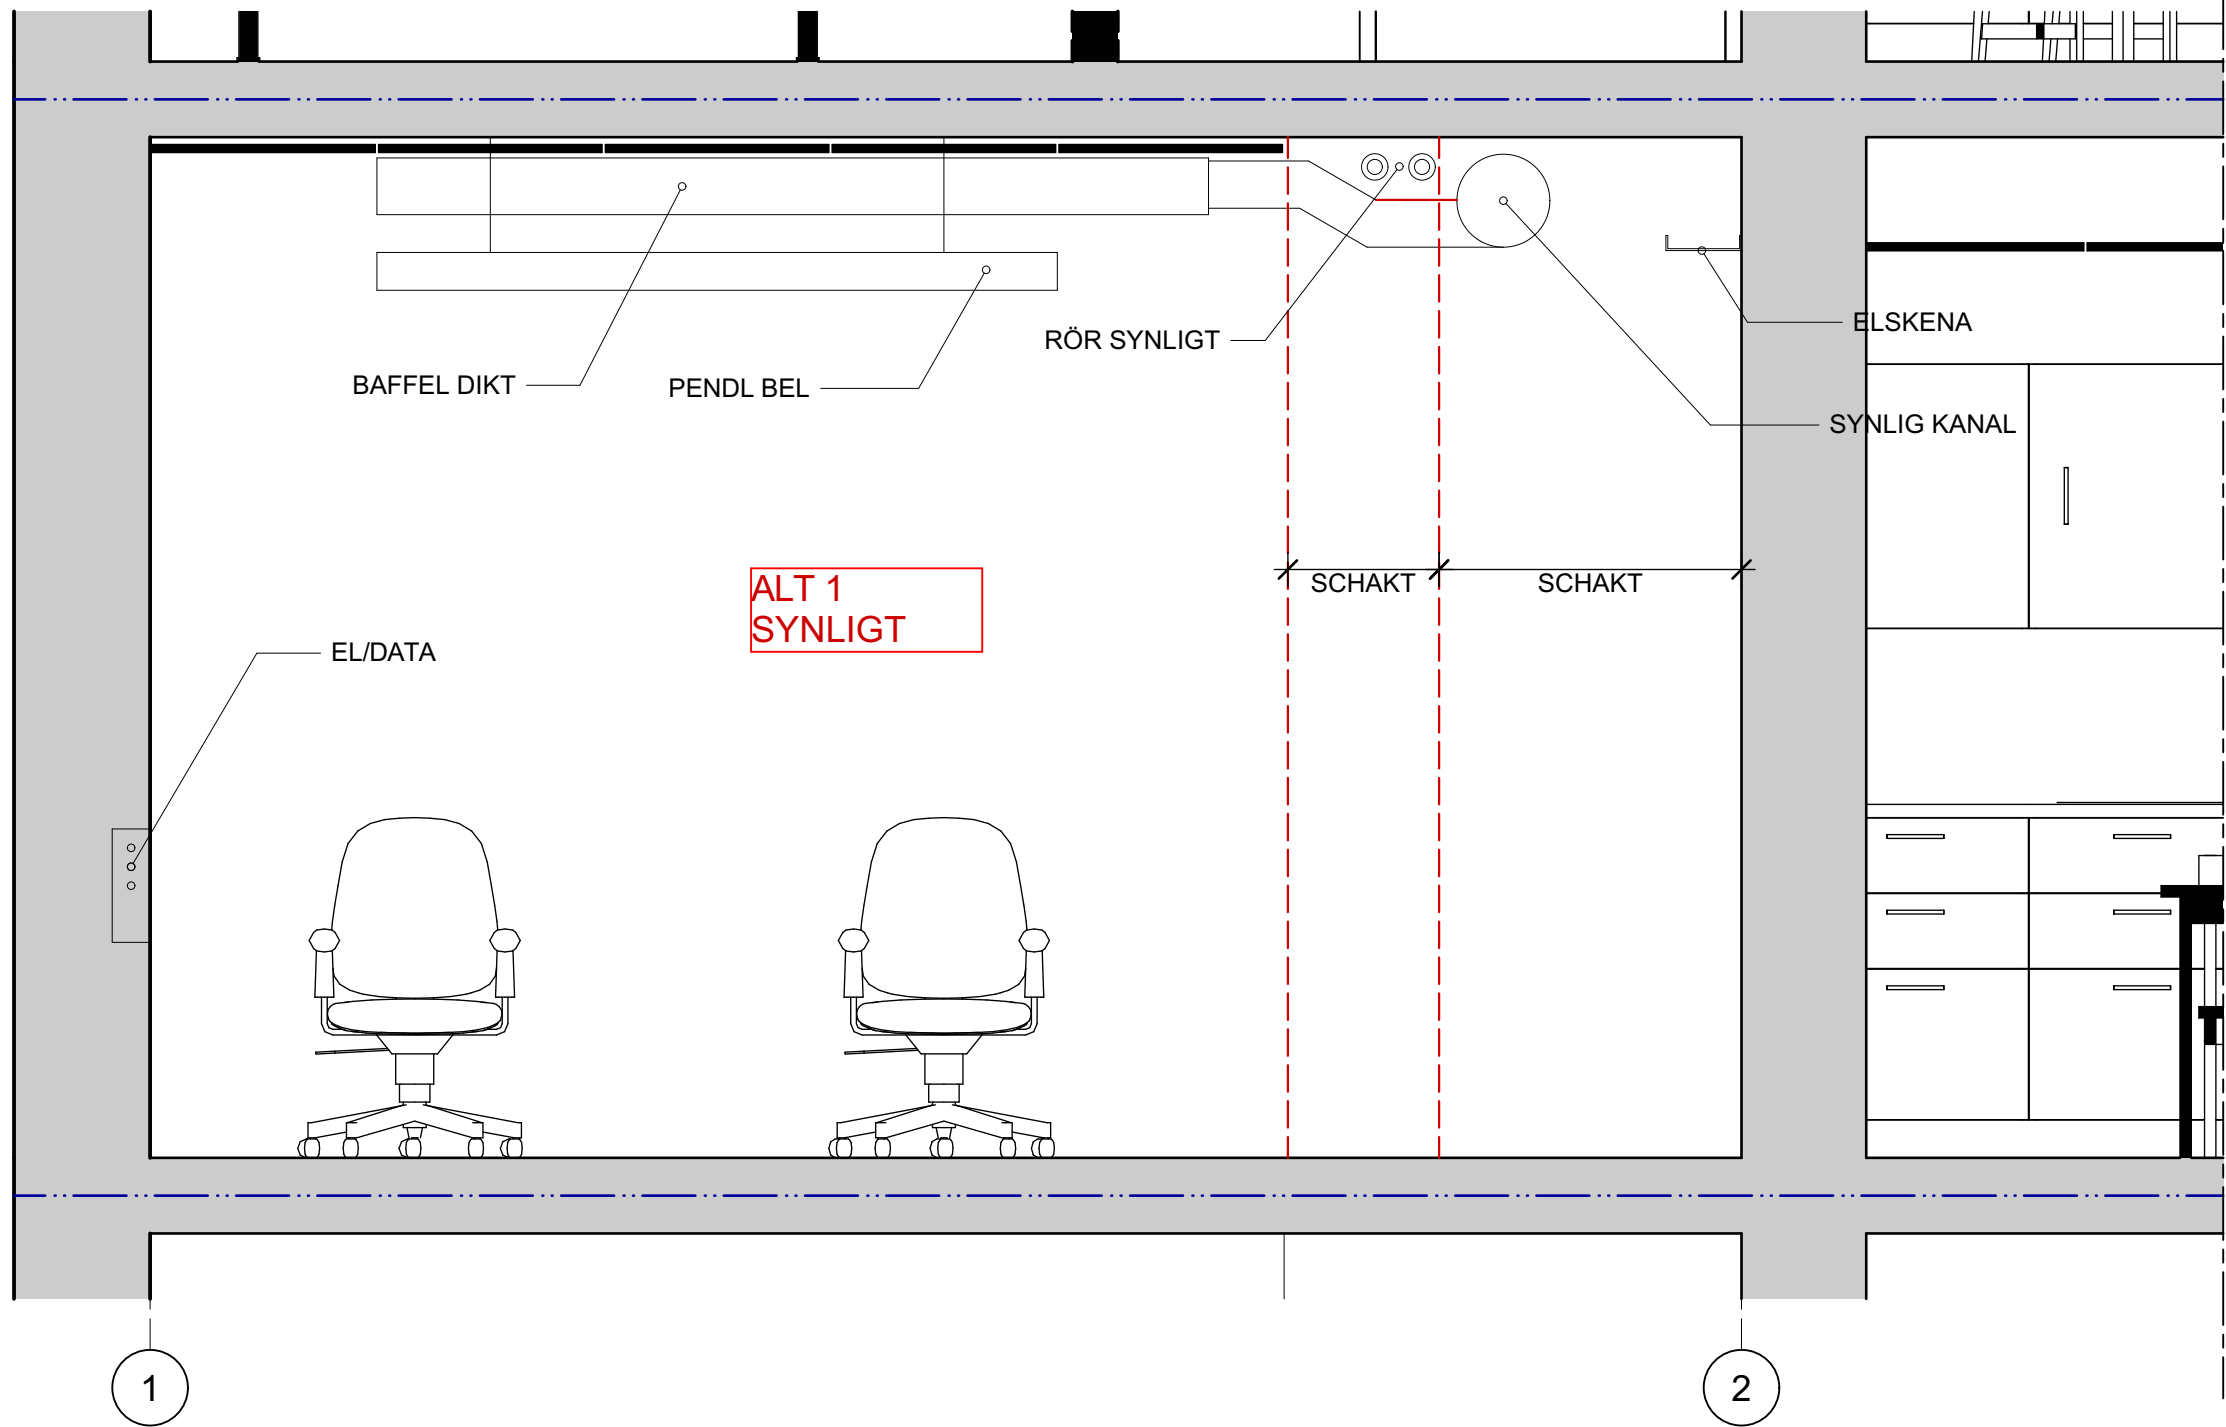 RÖR SYNLIGT
ELSKENA
BAFFEL DIKT
PENDL BEL
SYNLIG KANAL
ALT 1
SYNLIGT
SCHAKT
SCHAKT
EL/DATA
1
2